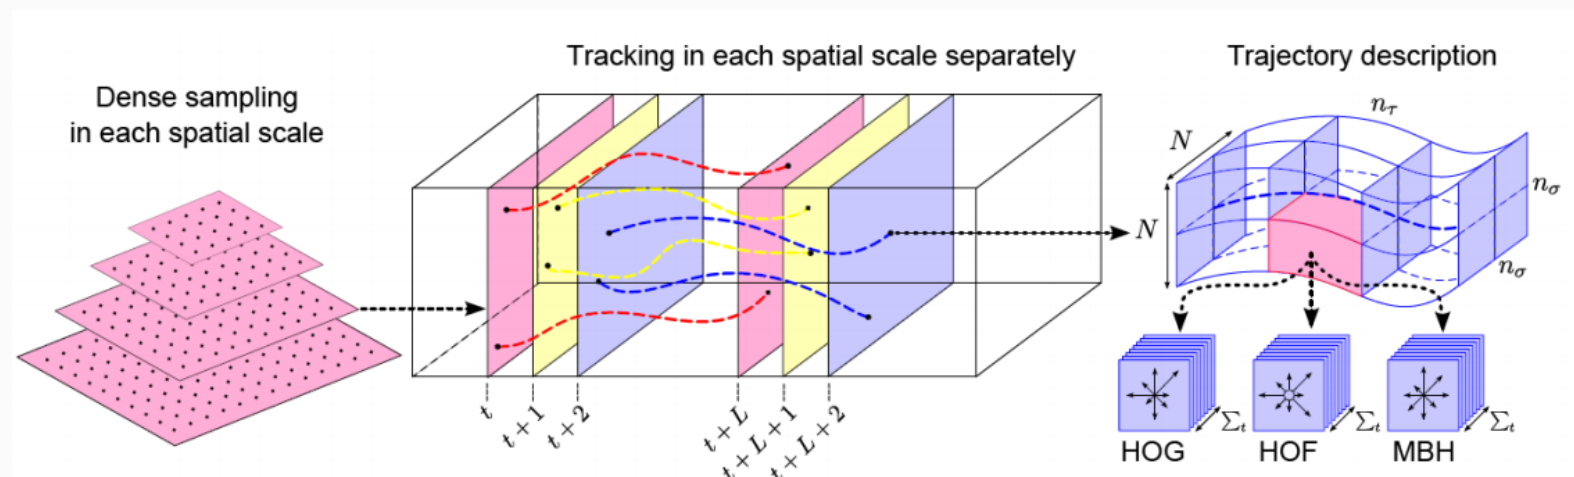 Dense sampling
in each spatial scale
Tracking in each spatial scale separately
t
t + 1
t + 2
t + L
t + L + 1
t + L + 2
Trajectory description
n_τ
N
N
n_σ
n_σ
Σ_t
Σ_t
Σ_t
HOG
HOF
MBH